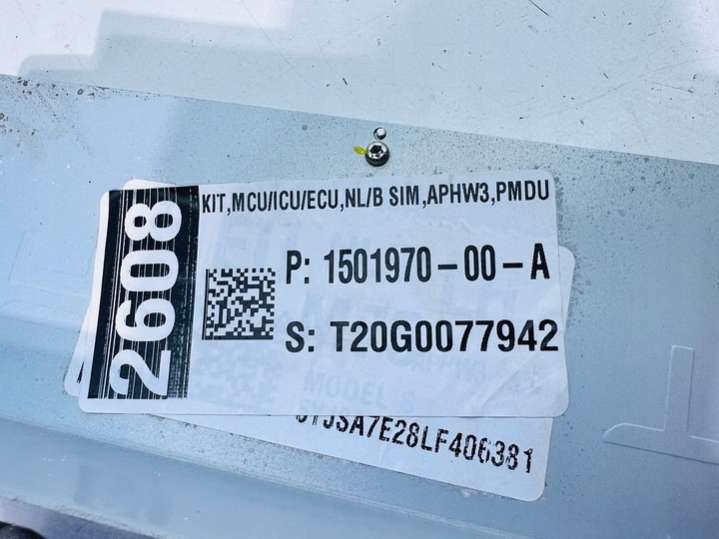 2608
KIT,MCU/ICU/ECU,NL/B SIM,APHW3,PMDU
P: 1501970-00-A
S: T20G0077942
MODEL
5YJSA7E28LF406381